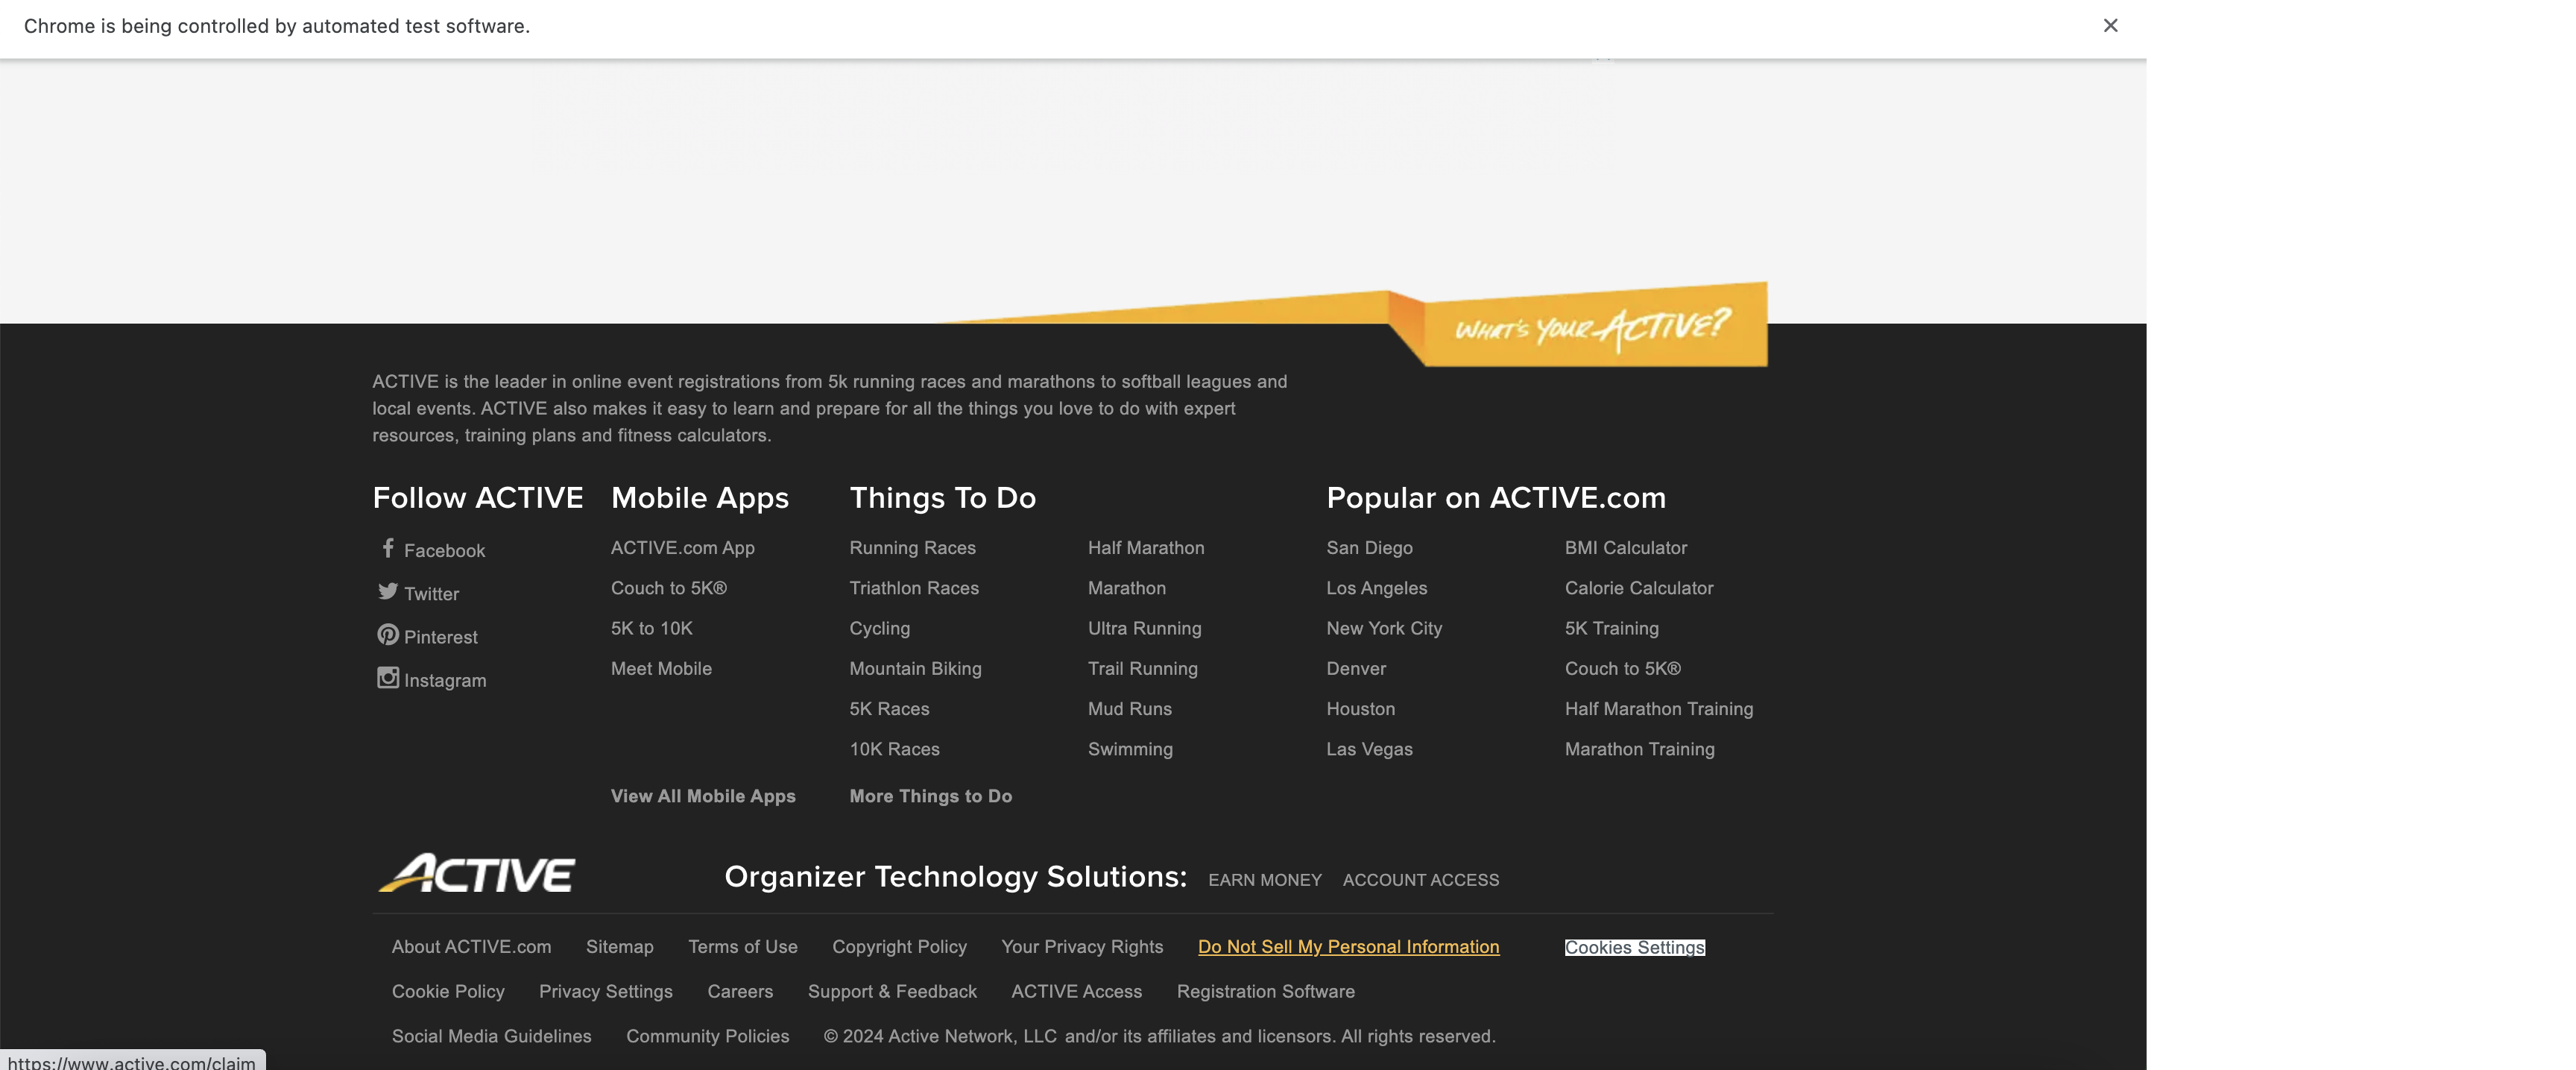 Chrome is being controlled by automated test software.
WHAT'S YOUR ACTIVE?
ACTIVE is the leader in online event registrations from 5k running races and marathons to softball leagues and
local events. ACTIVE also makes it easy to learn and prepare for all the things you love to do with expert
resources, training plans and fitness calculators.
Follow ACTIVE
Facebook
Twitter
Pinterest
Instagram
Mobile Apps
ACTIVE.com App
Couch to 5K®
5K to 10K
Meet Mobile
View All Mobile Apps
Things To Do
Running Races
Triathlon Races
Cycling
Mountain Biking
5K Races
10K Races
More Things to Do
Half Marathon
Marathon
Ultra Running
Trail Running
Mud Runs
Swimming
Popular on ACTIVE.com
San Diego
Los Angeles
New York City
Denver
Houston
Las Vegas
BMI Calculator
Calorie Calculator
5K Training
Couch to 5K®
Half Marathon Training
Marathon Training
ACTIVE
Organizer Technology Solutions: EARN MONEY ACCOUNT ACCESS
About ACTIVE.com Sitemap Terms of Use Copyright Policy Your Privacy Rights Do Not Sell My Personal Information Cookies Settings
Cookie Policy Privacy Settings Careers Support & Feedback ACTIVE Access Registration Software
Social Media Guidelines Community Policies © 2024 Active Network, LLC and/or its affiliates and licensors. All rights reserved.
https://www.active.com/claim